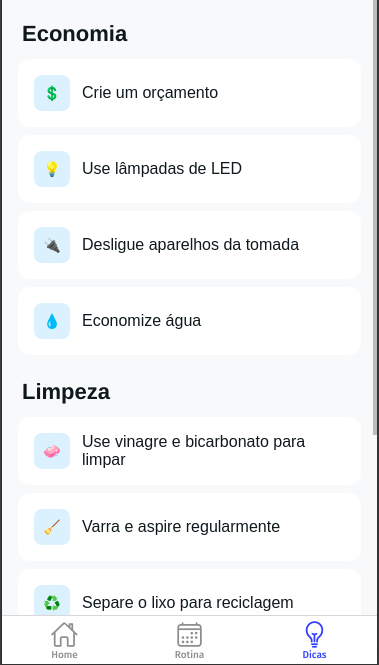 Economia
Crie um orçamento
Use lâmpadas de LED
Desligue aparelhos da tomada
Economize água
Limpeza
Use vinagre e bicarbonato para
limpar
Varra e aspire regularmente
Separe o lixo para reciclagem
Home
Rotina
Dicas